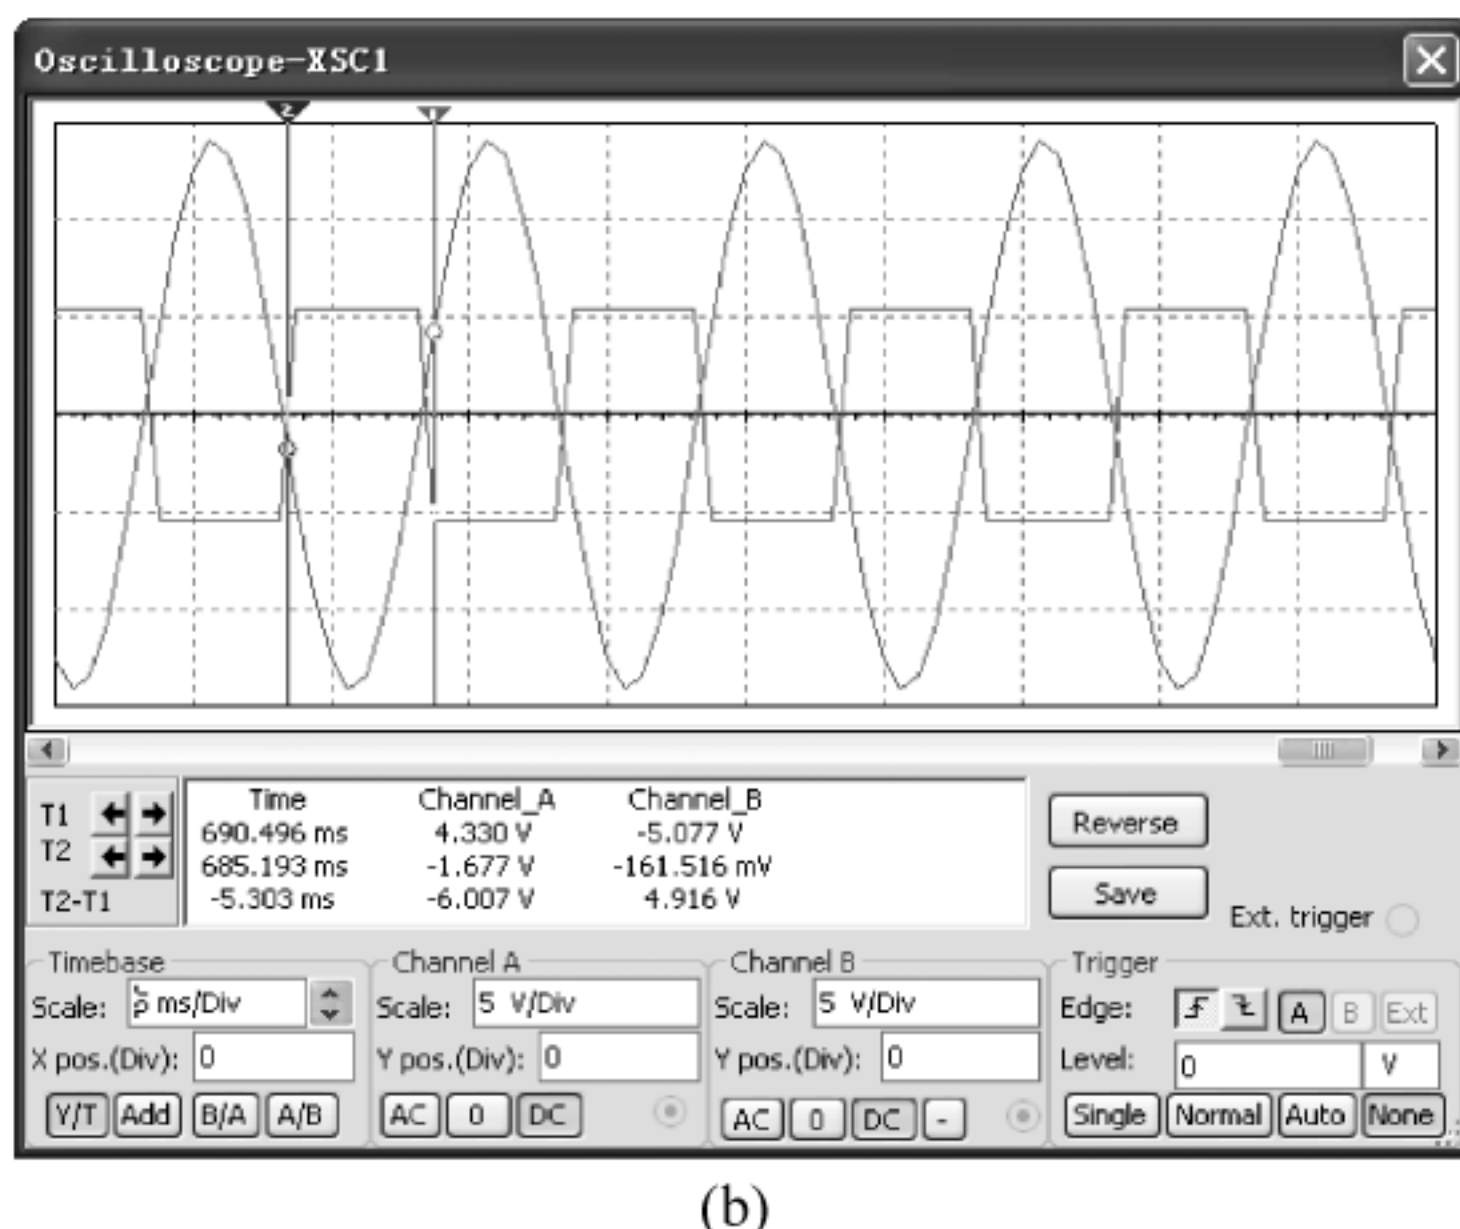 Oscilloscope-XSC1
2 1
Time Channel_A Channel_B
T1 690.496 ms 4.330 V -5.077 V
T2 685.193 ms -1.677 V -161.516 mV
T2-T1 -5.303 ms -6.007 V 4.916 V
Reverse
Save
Ext. trigger
Timebase
Scale: 5 ms/Div
X pos.(Div): 0
Y/T Add B/A A/B
Channel A
Scale: 5 V/Div
Y pos.(Div): 0
AC 0 DC
Channel B
Scale: 5 V/Div
Y pos.(Div): 0
AC 0 DC -
Trigger
Edge: A B Ext
Level: 0 V
Single Normal Auto None
(b)